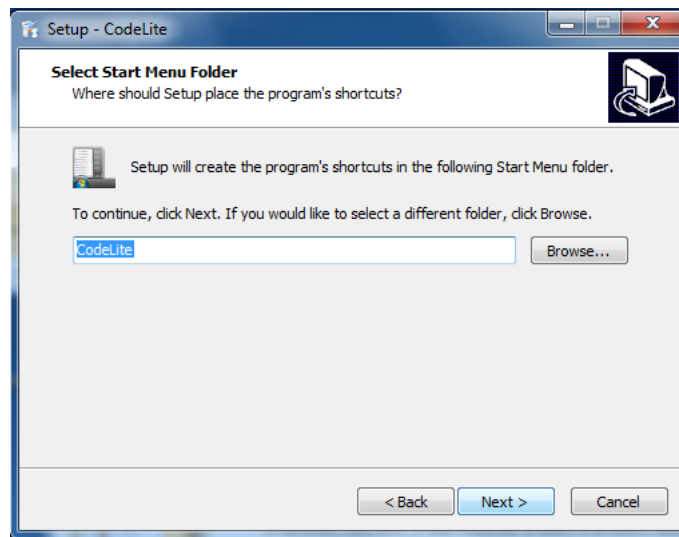 Setup - CodeLite
Select Start Menu Folder
Where should Setup place the program's shortcuts?
Setup will create the program's shortcuts in the following Start Menu folder.
To continue, click Next. If you would like to select a different folder, click Browse.
CodeLite
Browse...
< Back
Next >
Cancel